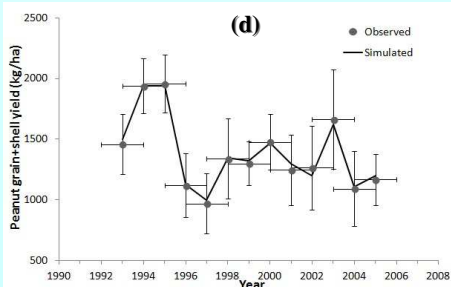 (d)
Observed
Simulated
Peanut grain+shell yield (kg/ha)
2500
2000
1500
1000
500
1990 1992 1994 1996 1998 2000 2002 2004 2006 2008
Year